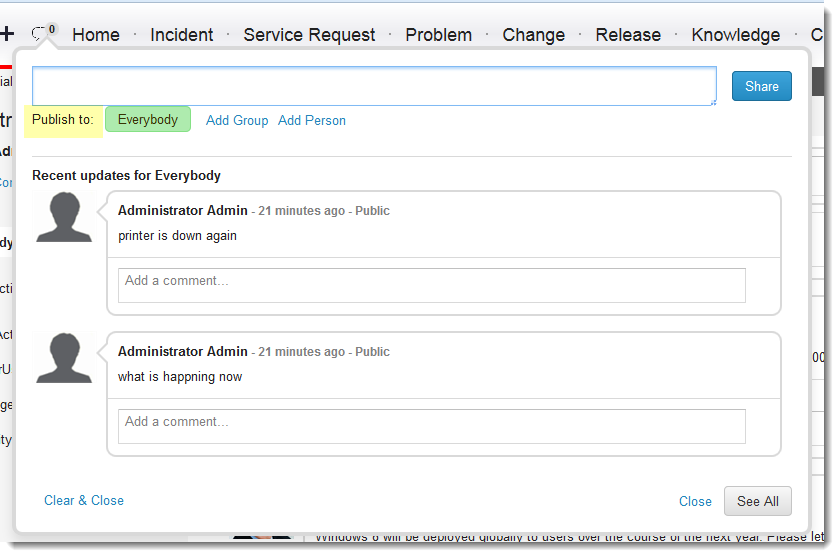 0
Home · Incident · Service Request · Problem · Change · Release · Knowledge ·
Share
Publish to: Everybody Add Group Add Person
Recent updates for Everybody
Administrator Admin - 21 minutes ago - Public
printer is down again
Add a comment...
Administrator Admin - 21 minutes ago - Public
what is happning now
Add a comment...
Clear & Close Close See All
Windows 8 will be deployed globally to users over the course of the next year. Please let